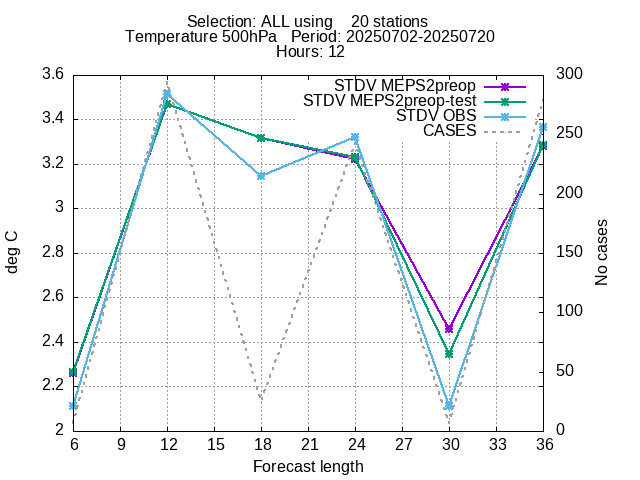 Selection: ALL using    20 stations
Temperature 500hPa   Period: 20250702-20250720
Hours: 12
STDV MEPS2preop
STDV MEPS2preop-test
STDV OBS
CASES
3.6
3.4
3.2
3
2.8
2.6
2.4
2.2
2
deg C
300
250
200
150
100
50
0
No cases
6 9 12 15 18 21 24 27 30 33 36
Forecast length